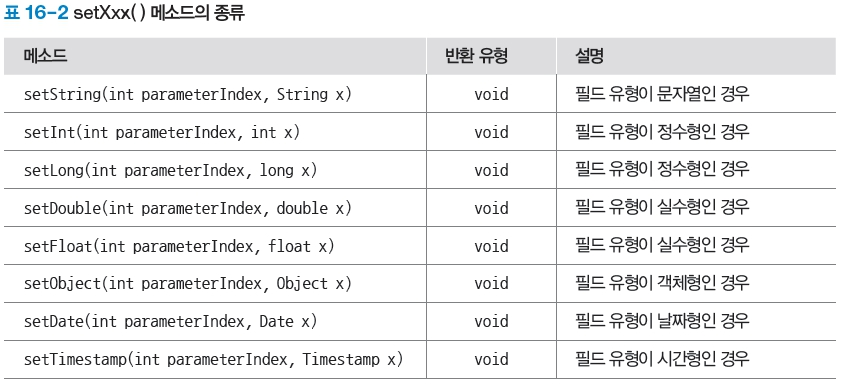 표 16-2 setXxx( ) 메소드의 종류
메소드 반환 유형 설명
setString(int parameterIndex, String x) void 필드 유형이 문자열인 경우
setInt(int parameterIndex, int x) void 필드 유형이 정수형인 경우
setLong(int parameterIndex, long x) void 필드 유형이 정수형인 경우
setDouble(int parameterIndex, double x) void 필드 유형이 실수형인 경우
setFloat(int parameterIndex, float x) void 필드 유형이 실수형인 경우
setObject(int parameterIndex, Object x) void 필드 유형이 객체형인 경우
setDate(int parameterIndex, Date x) void 필드 유형이 날짜형인 경우
setTimestamp(int parameterIndex, Timestamp x) void 필드 유형이 시간형인 경우